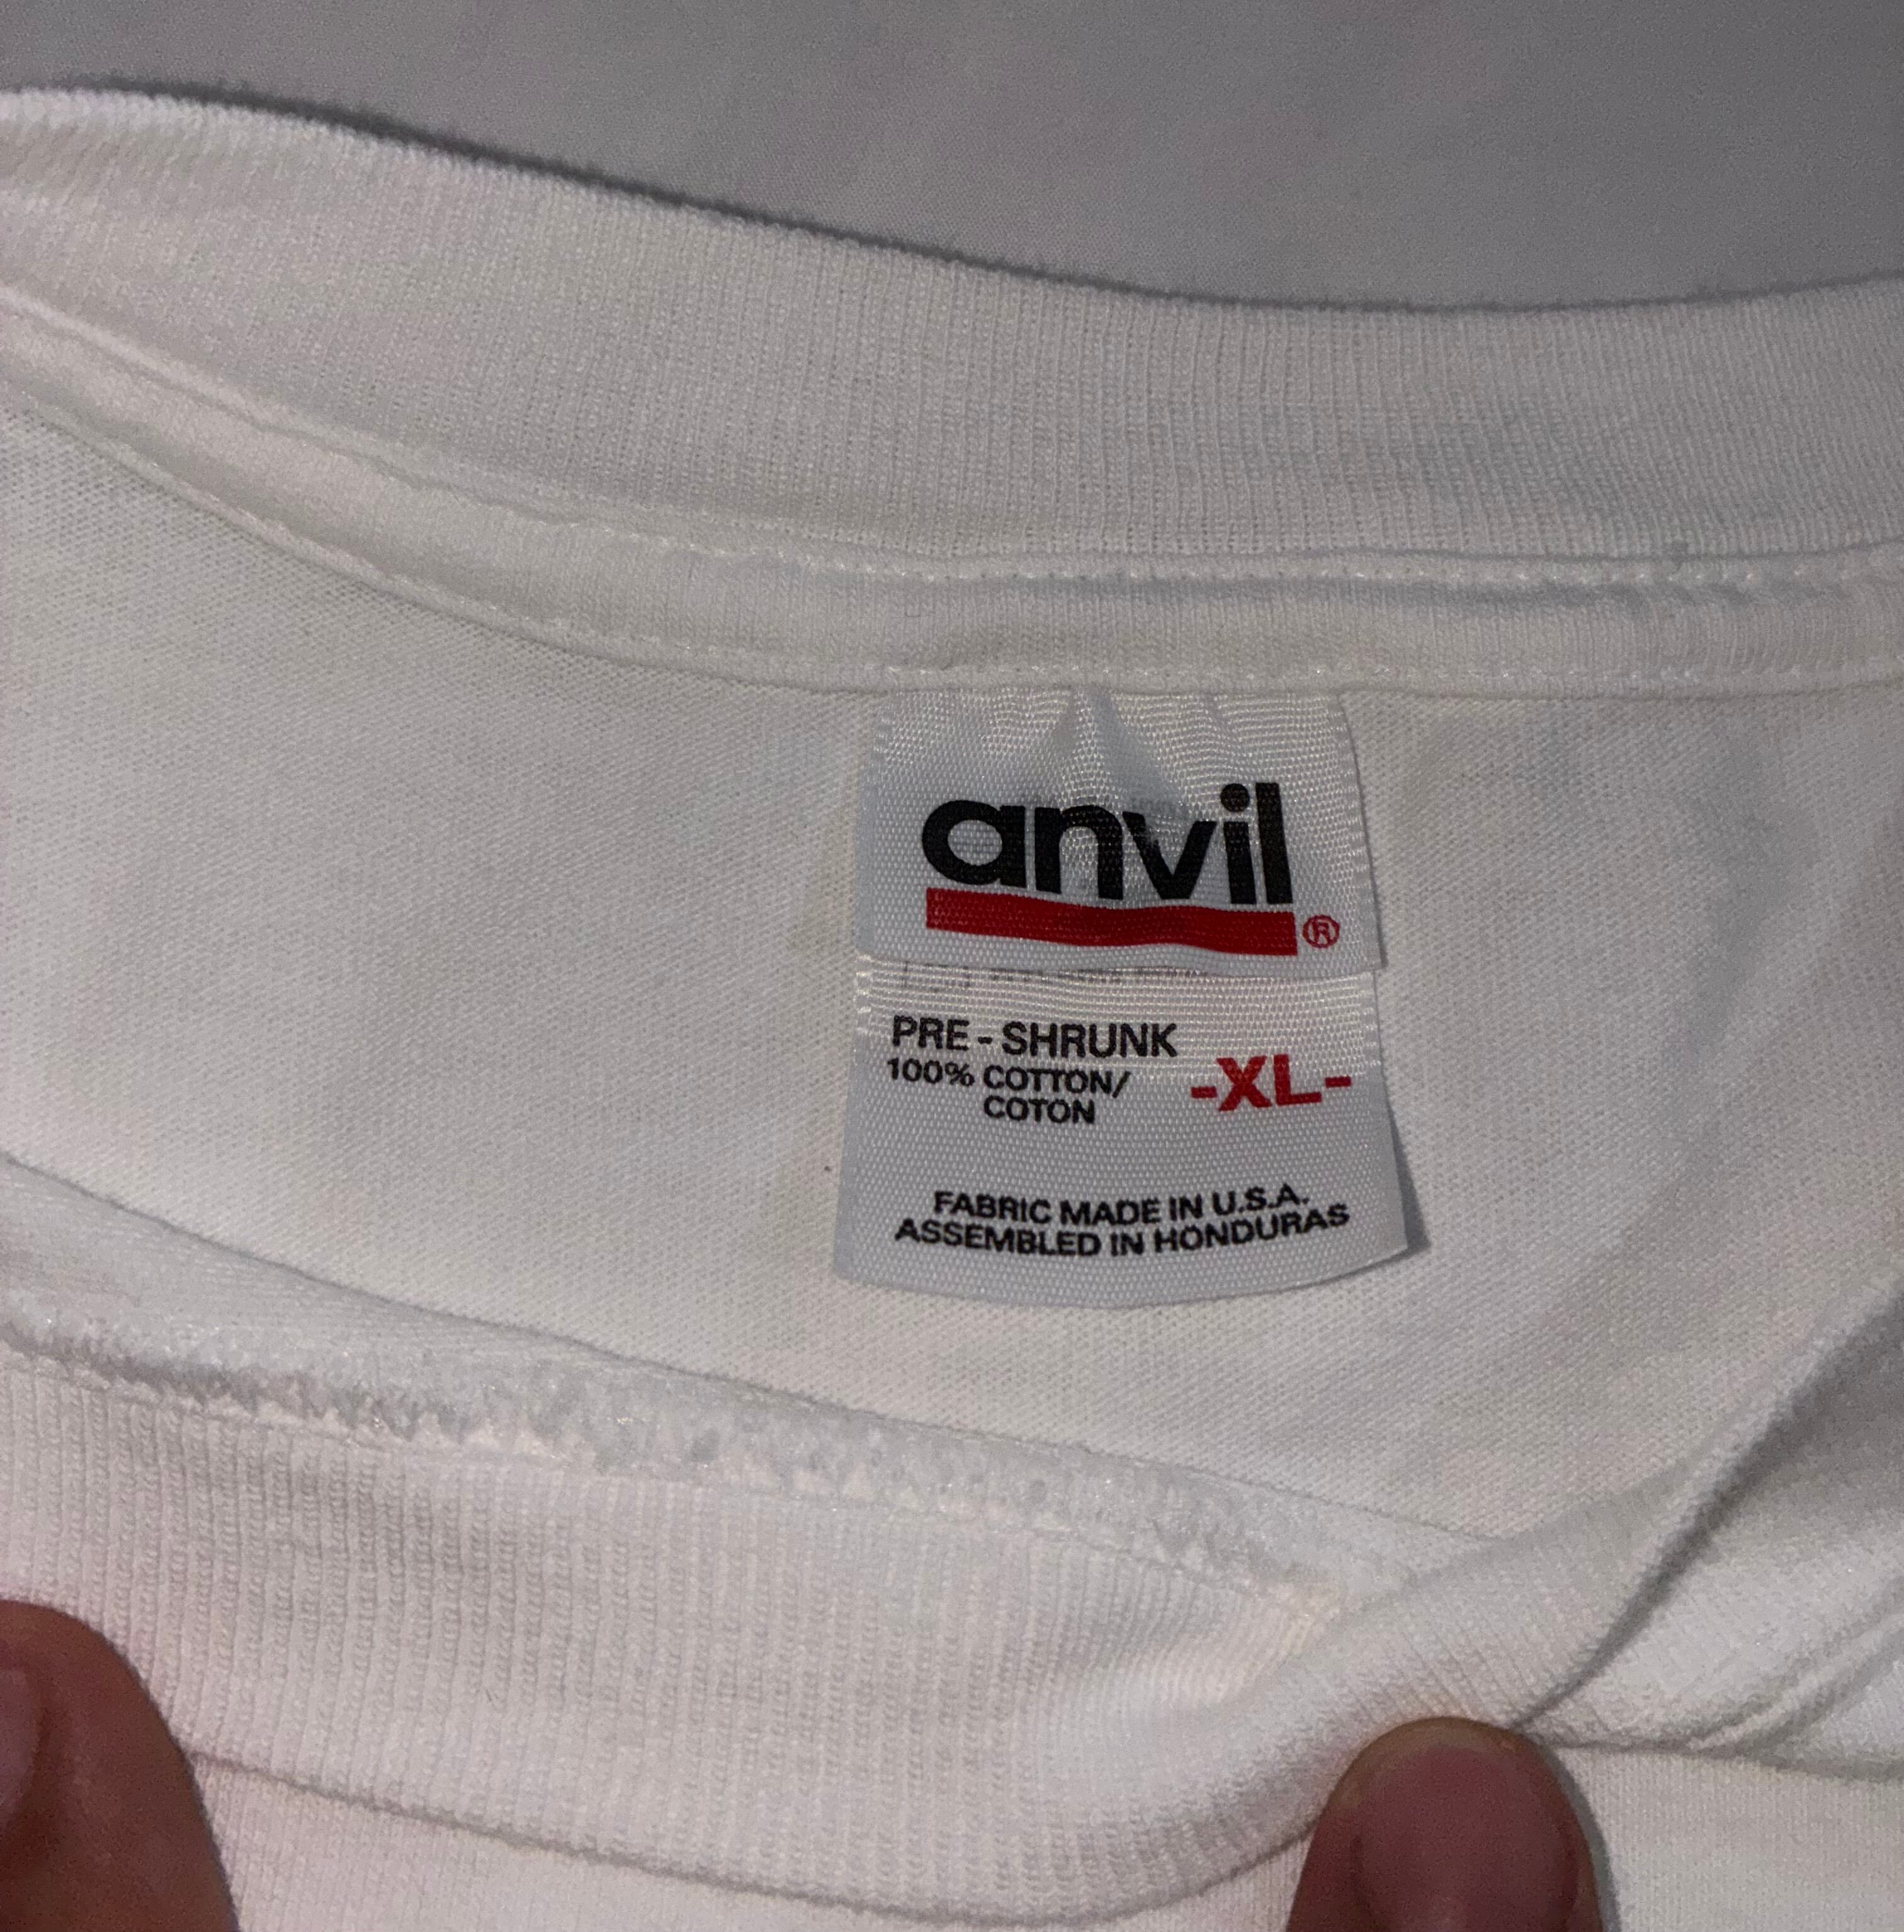 anvil®
PRE-SHRUNK
100% COTTON/
COTON
-XL-
FABRIC MADE IN U.S.A.
ASSEMBLED IN HONDURAS